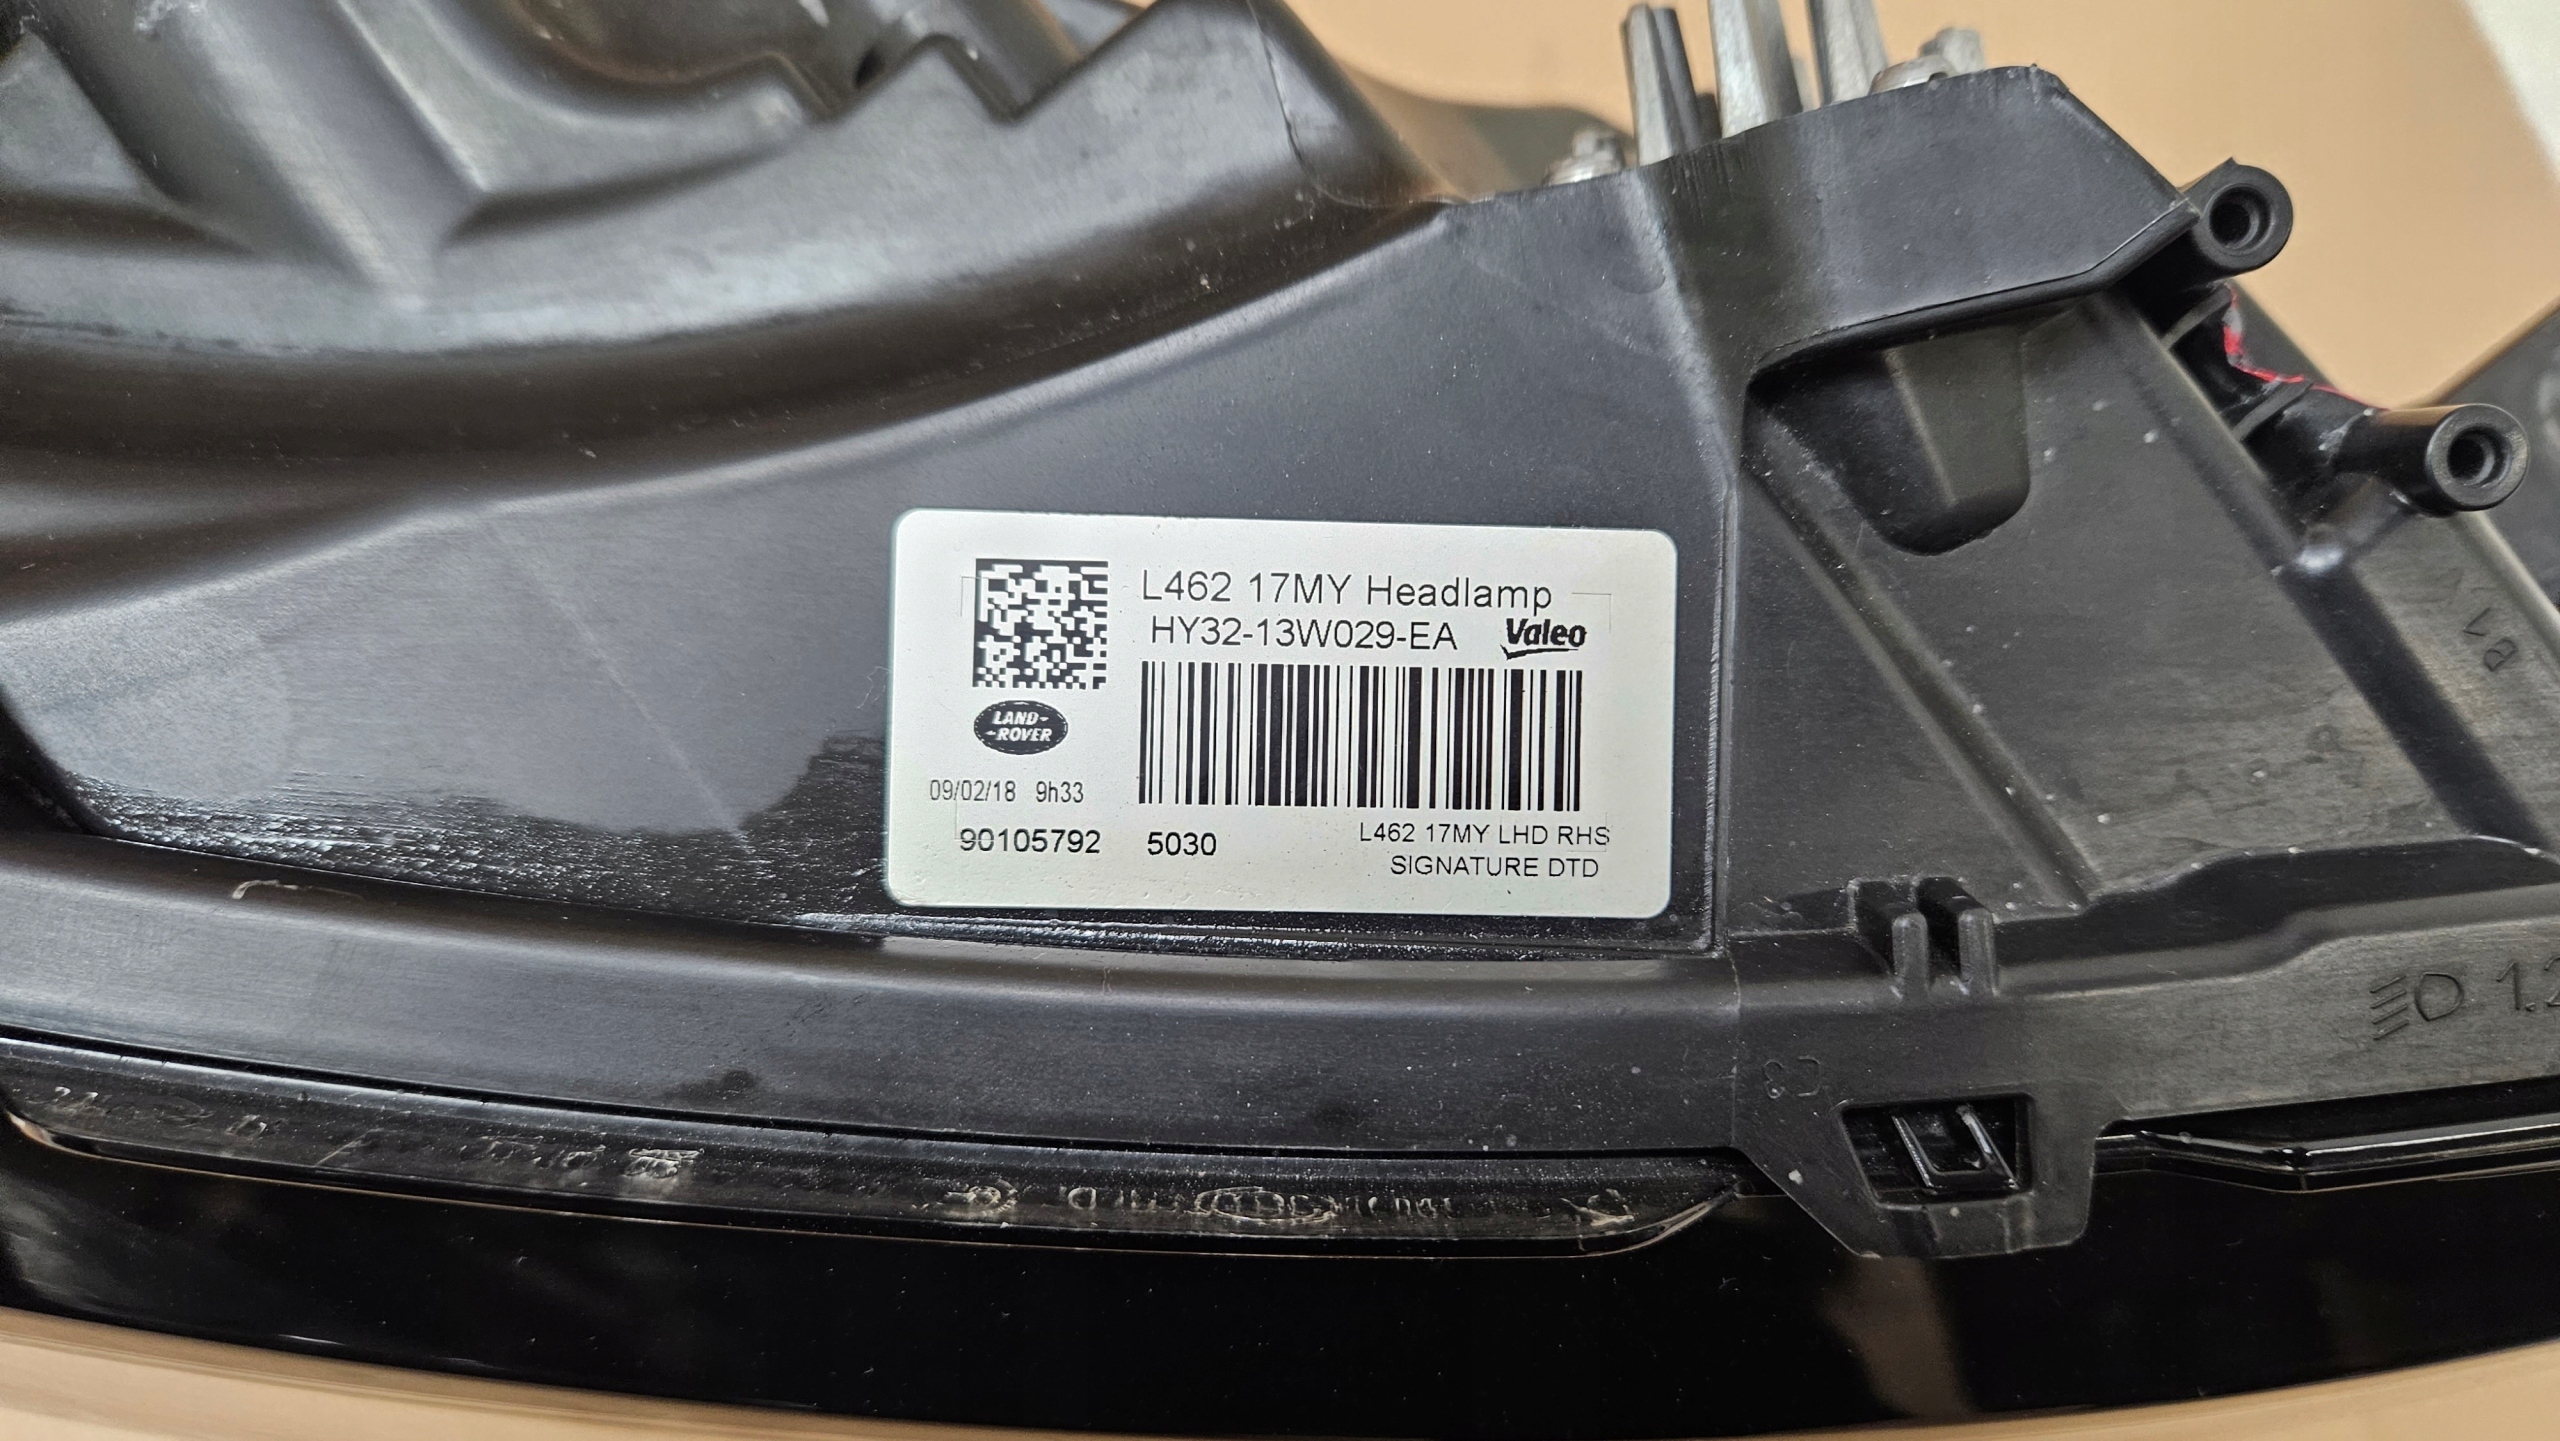 L462 17MY Headlamp
HY32-13W029-EA Valeo
LAND-
-ROVER
09/02/18 9h33
90105792 5030
L462 17MY LHD RHS
SIGNATURE DTD
B1